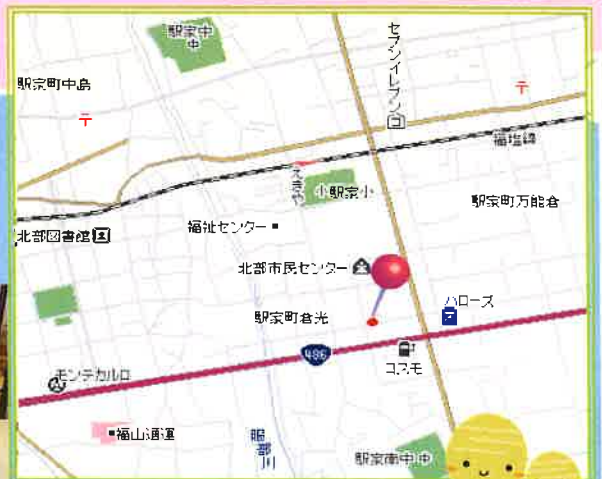 駅家中
中
セブンイレブン
駅家町中島
〒
〒
福塩線
えきや
小駅家小
駅家町万能倉
福祉センター
北部図書館
北部市民センター
ハローズ
駅家町倉光
486
コスモ
モンテカルロ
福山通運
服部川
駅家南中
中